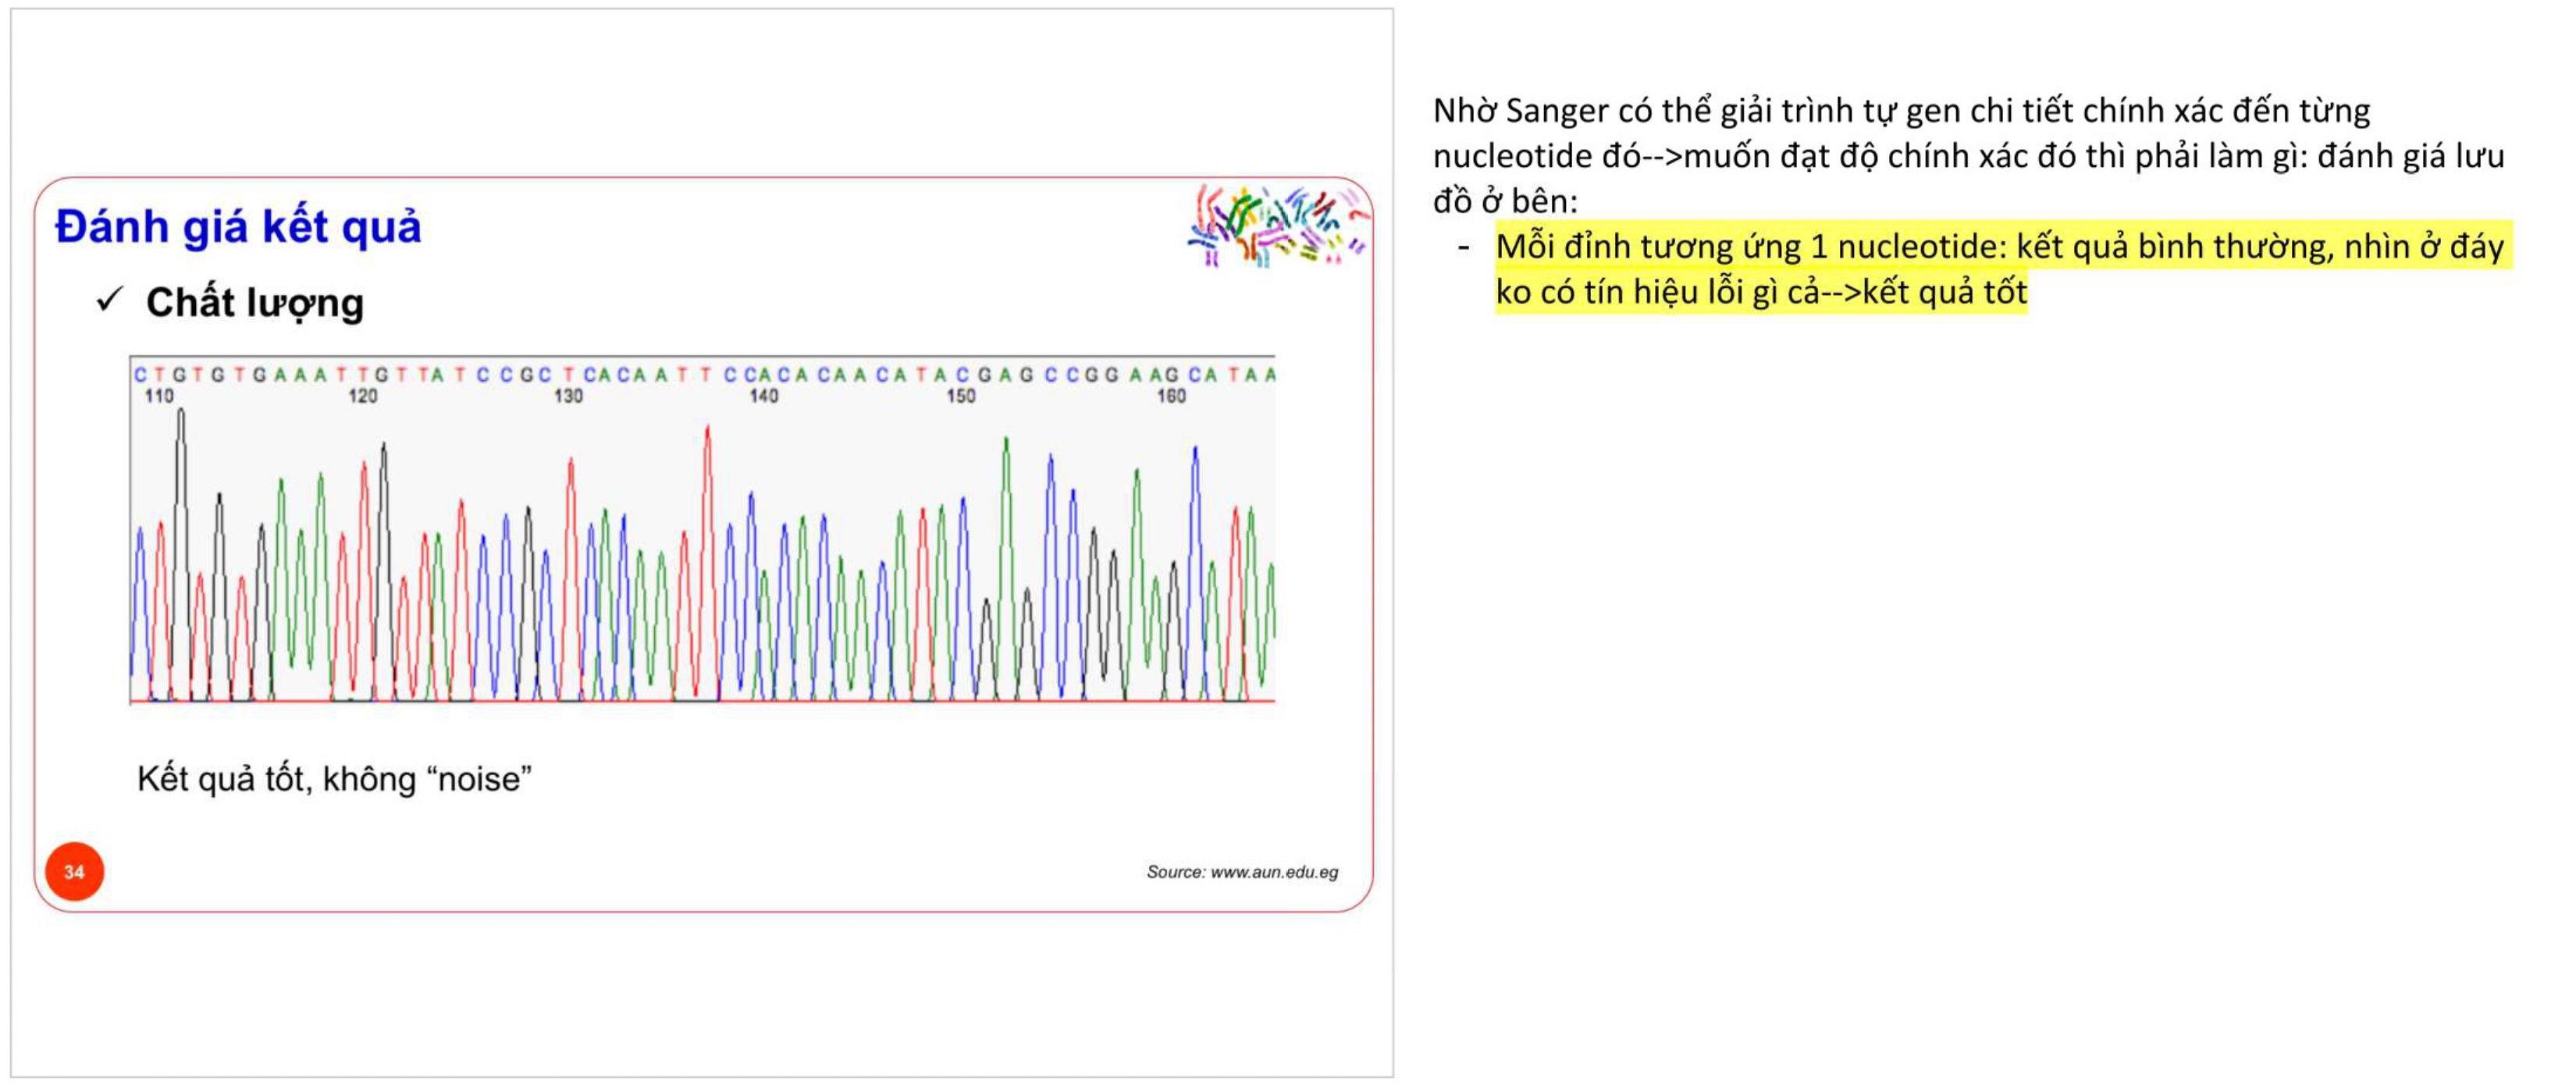 Đánh giá kết quả
✓ Chất lượng
C T G T G T G A A A T T G T T A T C C G C T C A C A A T T C C A C A C A A C A T A C G A G C C G G A A G C A T A A
110 120 130 140 150 160
Kết quả tốt, không “noise”
34
Source: www.aun.edu.eg
Nhờ Sanger có thể giải trình tự gen chi tiết chính xác đến từng
nucleotide đó-->muốn đạt độ chính xác đó thì phải làm gì: đánh giá lưu
đồ ở bên:
- Mỗi đỉnh tương ứng 1 nucleotide: kết quả bình thường, nhìn ở đáy
ko có tín hiệu lỗi gì cả-->kết quả tốt